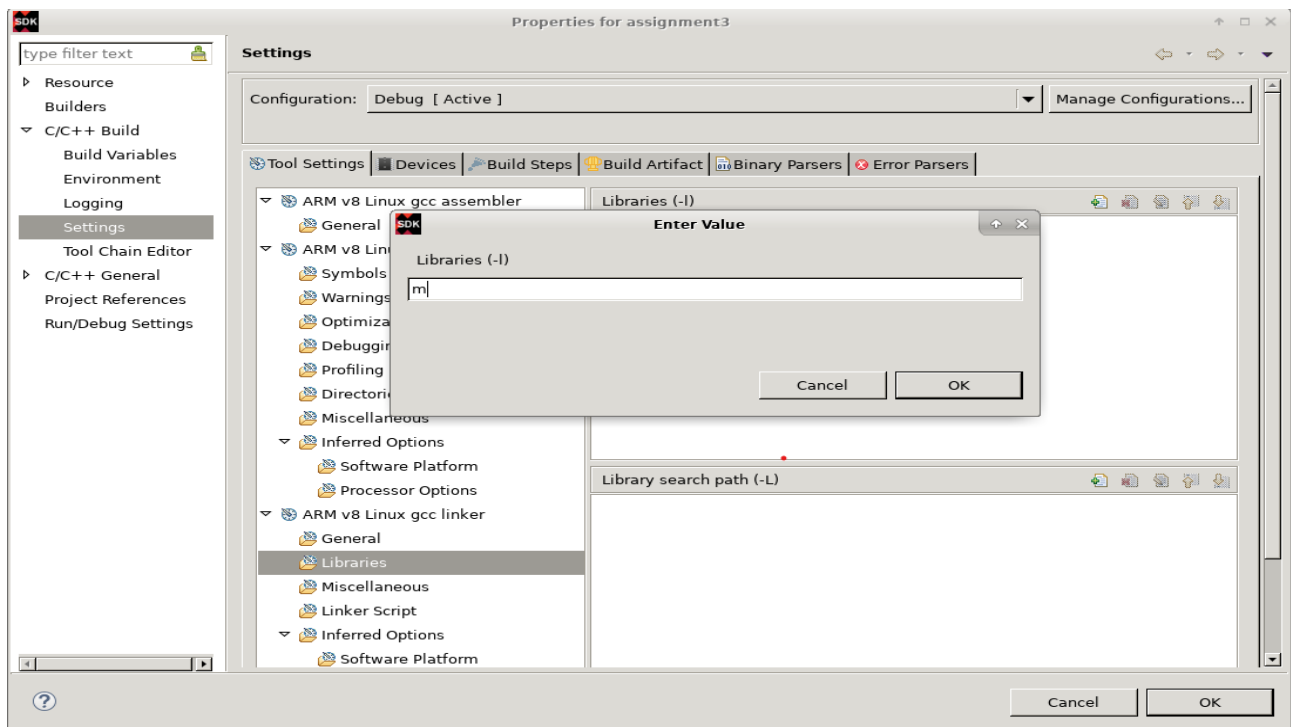 SDK
Properties for assignment3
type filter text
Settings
Resource
Builders
C/C++ Build
Build Variables
Environment
Logging
Settings
Tool Chain Editor
C/C++ General
Project References
Run/Debug Settings
Configuration: Debug [ Active ]
Manage Configurations...
Tool Settings Devices Build Steps Build Artifact Binary Parsers Error Parsers
ARM v8 Linux gcc assembler
General
ARM v8 Lin
Symbols
Warnings
Optimiza
Debuggin
Profiling
Directori
Miscellaneous
Inferred Options
Software Platform
Processor Options
ARM v8 Linux gcc linker
General
Libraries
Miscellaneous
Linker Script
Inferred Options
Software Platform
Libraries (-l)
SDK
Enter Value
Libraries (-l)
m
Cancel OK
Library search path (-L)
Cancel OK